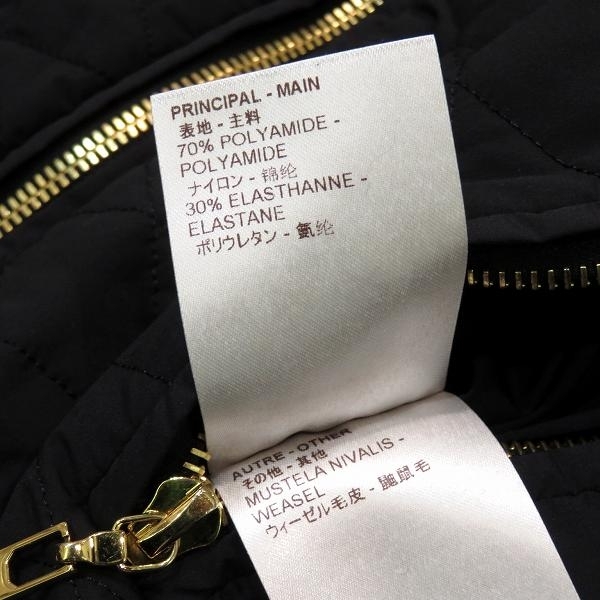 PRINCIPAL - MAIN
表地 - 主料
70% POLYAMIDE -
POLYAMIDE
ナイロン - 锦纶
30% ELASTHANNE -
ELASTANE
ポリウレタン - 氨纶
AUTRE - OTHER
その他 - 其他
MUSTELA NIVALIS -
WEASEL
ウィーゼル毛皮 - 鼬鼠毛